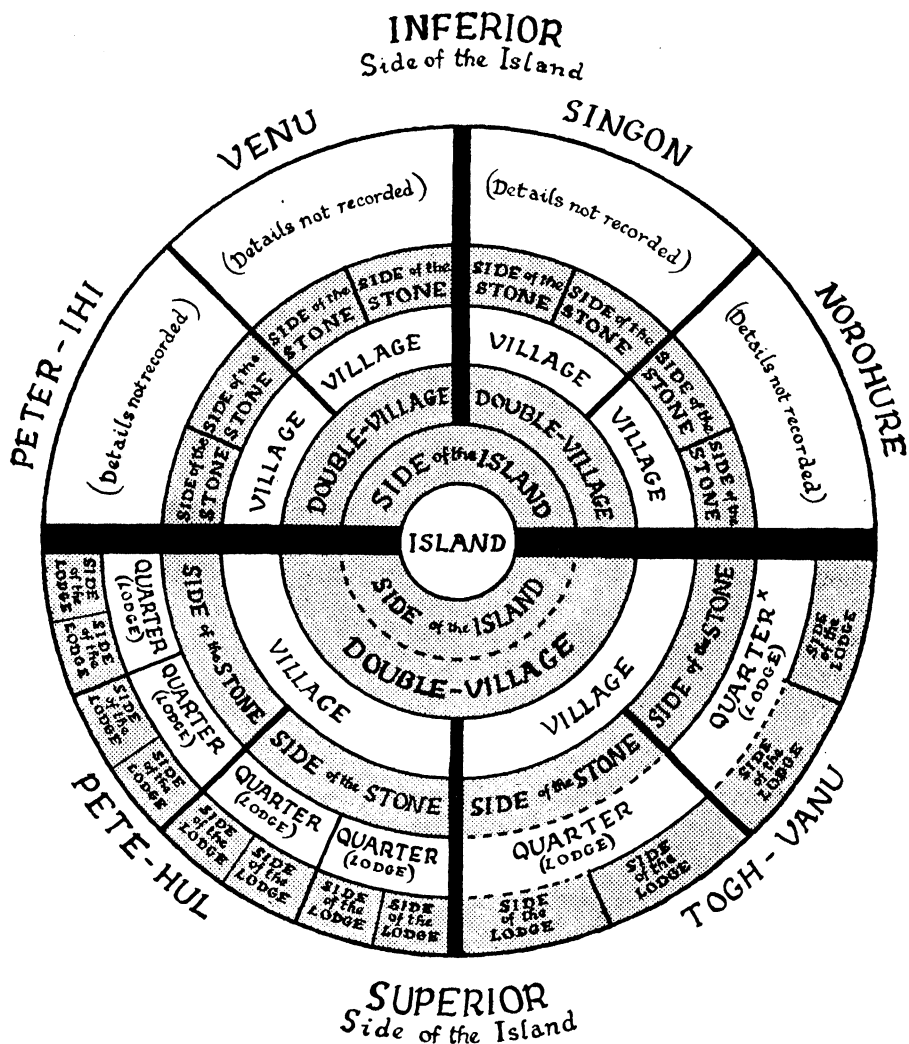 INFERIOR
Side of the Island
VENU
SINGON
PETER-IHI
NOROHURE
(Details not recorded)
(Details not recorded)
(Details not recorded)
(Details not recorded)
SIDE of the
STONE
SIDE of the
STONE
SIDE of the
STONE
SIDE of the
STONE
SIDE of the
STONE
SIDE of the
STONE
SIDE of the
STONE
SIDE of the
STONE
VILLAGE
VILLAGE
VILLAGE
VILLAGE
DOUBLE-VILLAGE
DOUBLE-VILLAGE
SIDE of the ISLAND
ISLAND
SIDE of the ISLAND
DOUBLE-VILLAGE
VILLAGE
VILLAGE
SIDE of the STONE
SIDE of the STONE
SIDE of the STONE
SIDE of the STONE
QUARTER
(LODGE)
QUARTER
(LODGE)
QUARTER
(LODGE)
QUARTER
(LODGE)
QUARTER
(LODGE)
QUARTER x
(LODGE)
SIDE
of the
LODGE
SIDE
of the
LODGE
SIDE
of the
LODGE
SIDE
of the
LODGE
SIDE
of the
LODGE
SIDE
of the
LODGE
SIDE
of the
LODGE
SIDE
of the
LODGE
SIDE
of the
LODGE
SIDE
of the
LODGE
SIDE
of the
LODGE
SIDE
of the
LODGE
PETE-HUL
TOGH-VANU
SUPERIOR
Side of the Island